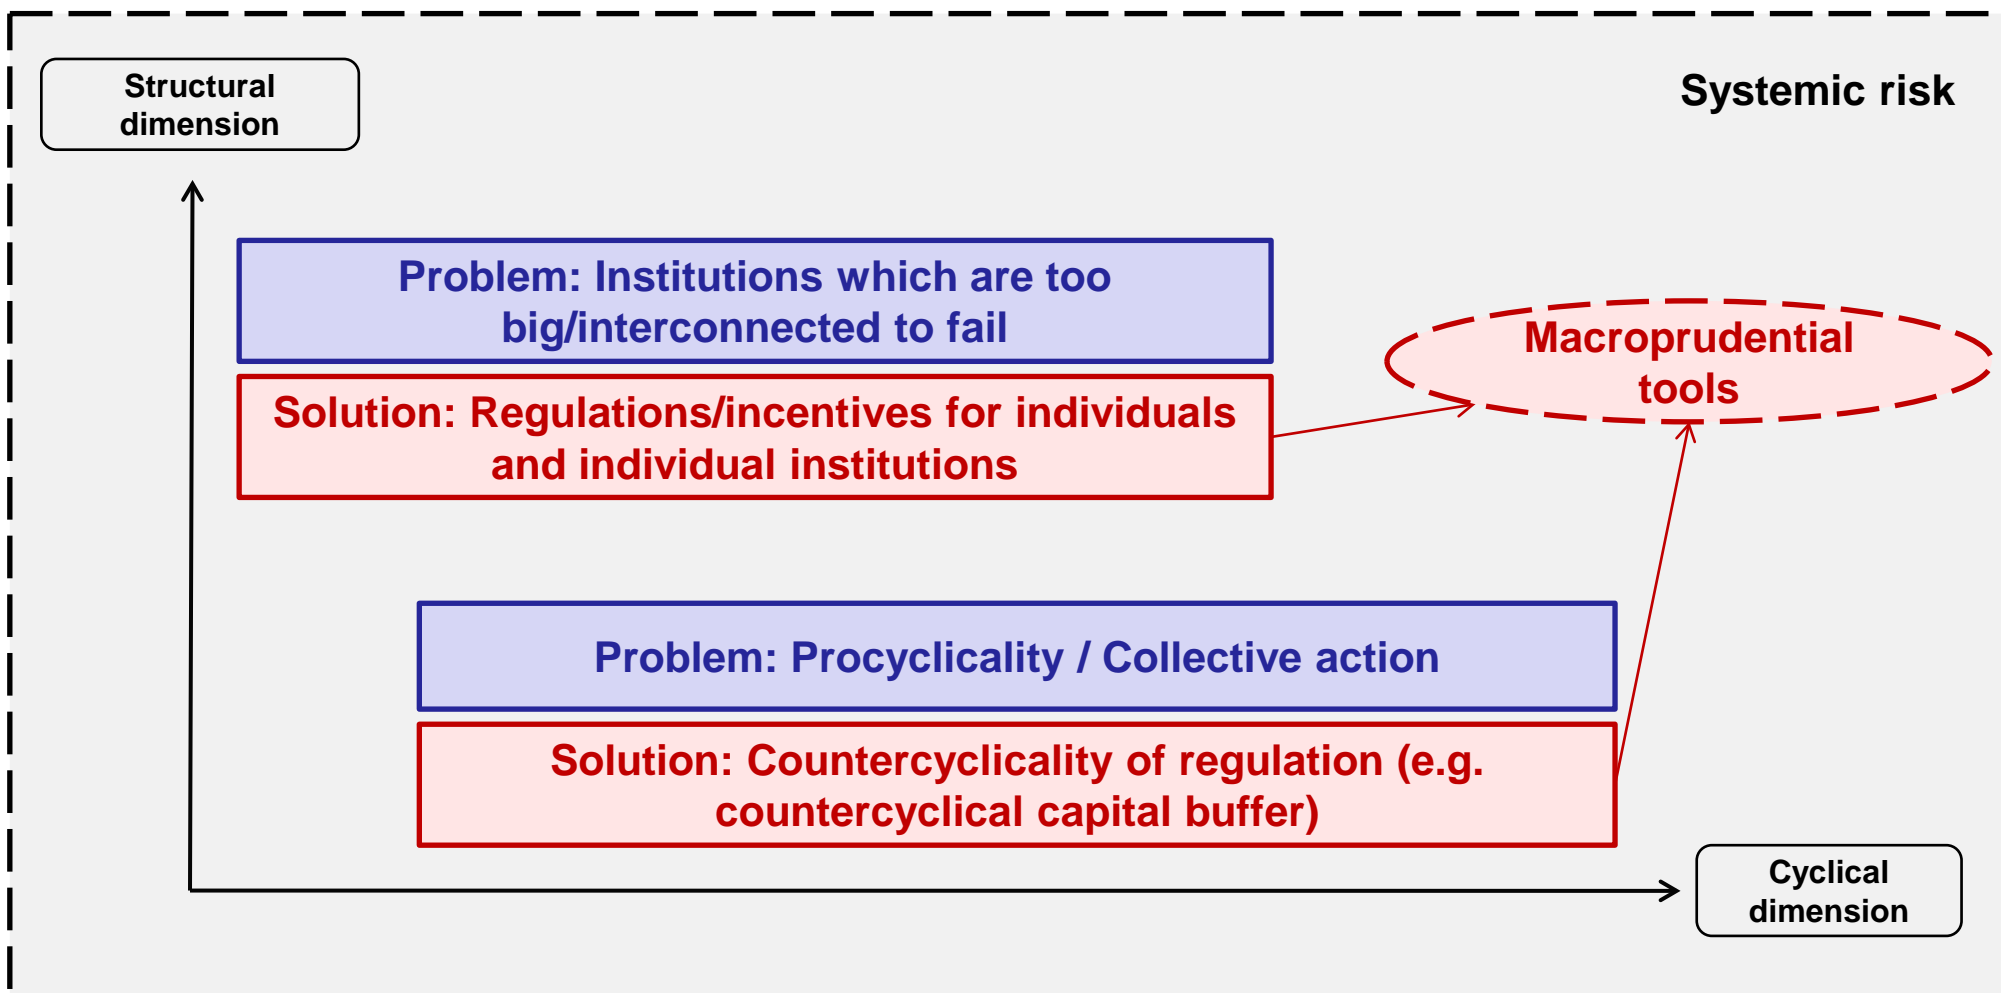 Structural
dimension
Systemic risk
Problem: Institutions which are too
big/interconnected to fail
Solution: Regulations/incentives for individuals
and individual institutions
Macroprudential
tools
Problem: Procyclicality / Collective action
Solution: Countercyclicality of regulation (e.g.
countercyclical capital buffer)
Cyclical
dimension